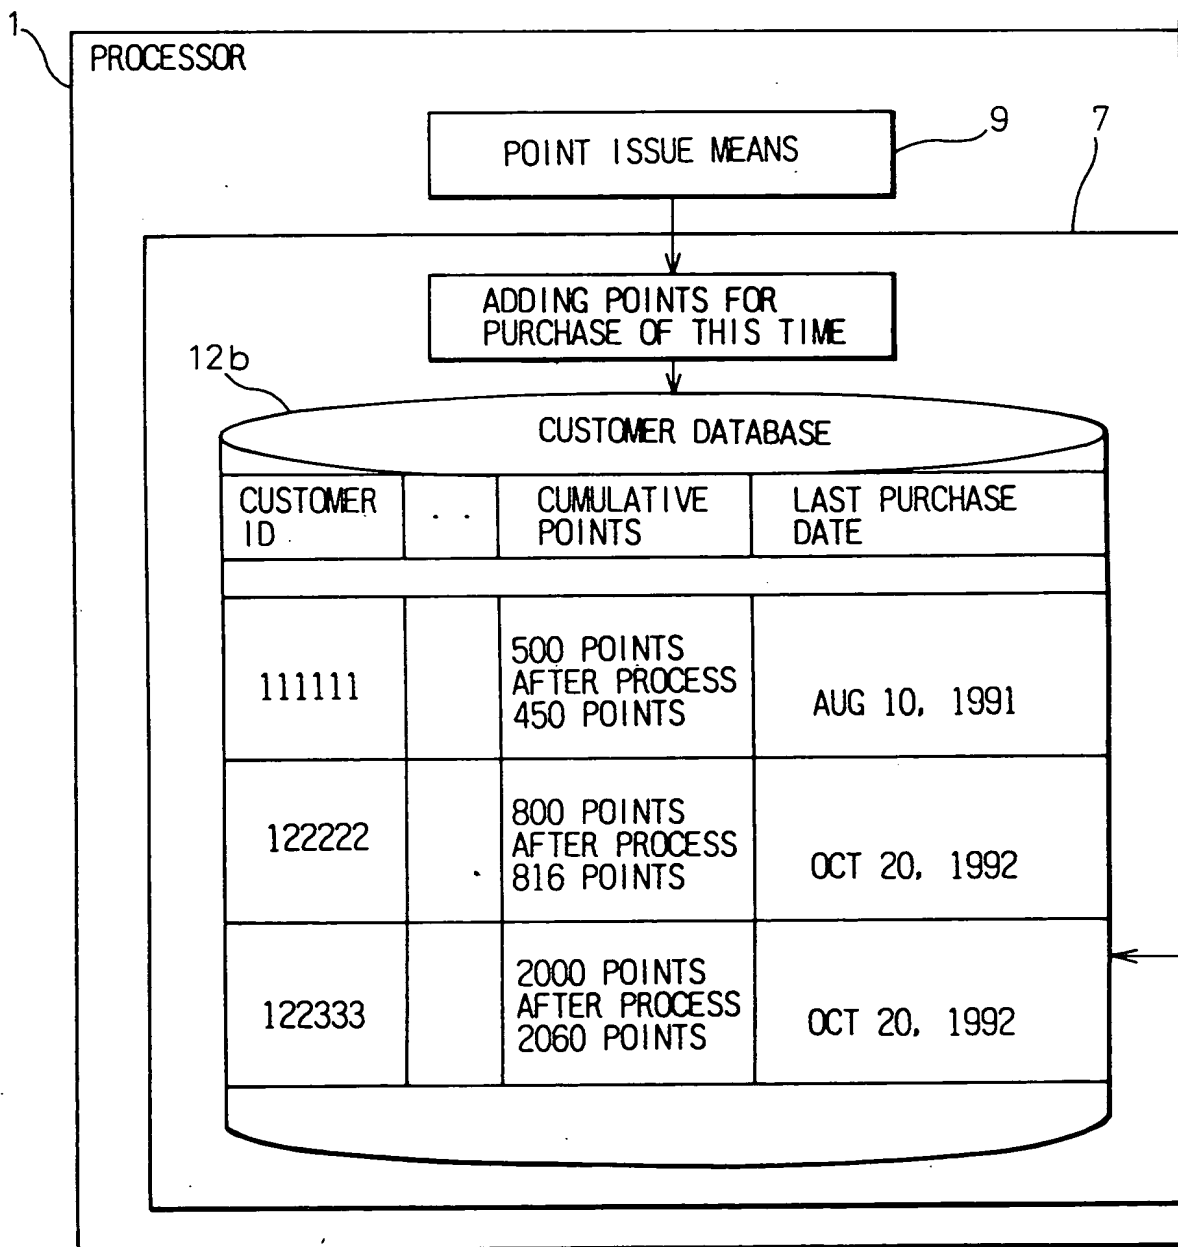 1
PROCESSOR
9
7
POINT ISSUE MEANS
ADDING POINTS FOR
PURCHASE OF THIS TIME
12b
CUSTOMER DATABASE
CUSTOMER
ID
. .
CUMULATIVE
POINTS
LAST PURCHASE
DATE
111111
500 POINTS
AFTER PROCESS
450 POINTS
AUG 10, 1991
122222
800 POINTS
AFTER PROCESS
816 POINTS
OCT 20, 1992
122333
2000 POINTS
AFTER PROCESS
2060 POINTS
OCT 20, 1992